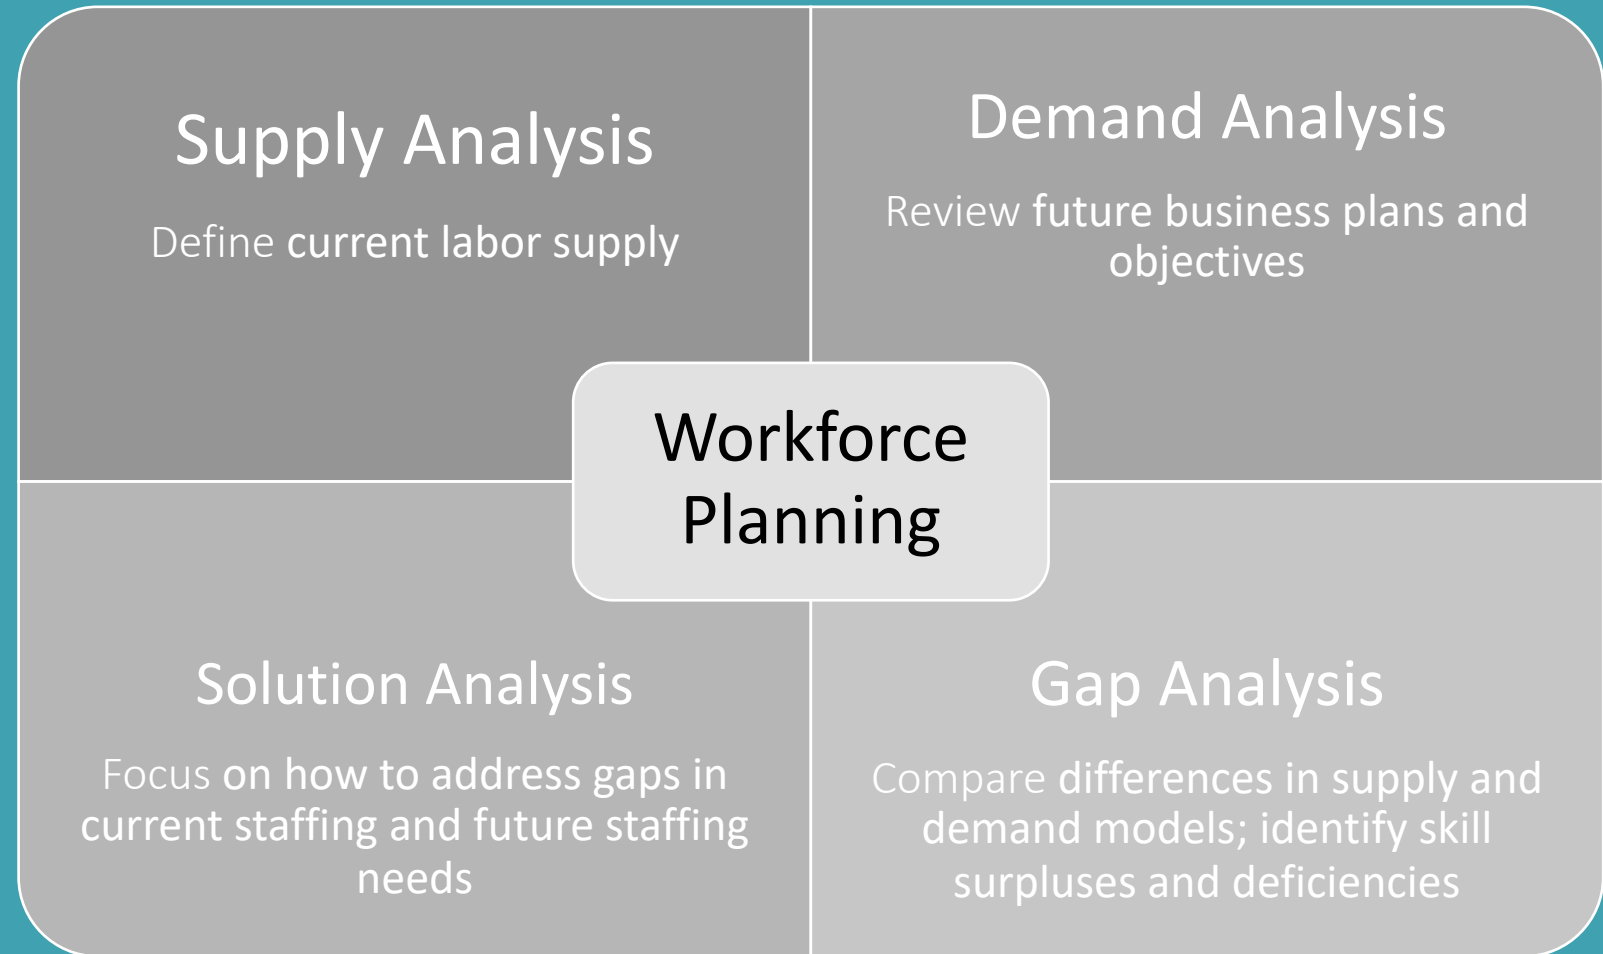 Supply Analysis
Define current labor supply
Demand Analysis
Review future business plans and
objectives
Workforce
Planning
Solution Analysis
Focus on how to address gaps in
current staffing and future staffing
needs
Gap Analysis
Compare differences in supply and
demand models; identify skill
surpluses and deficiencies